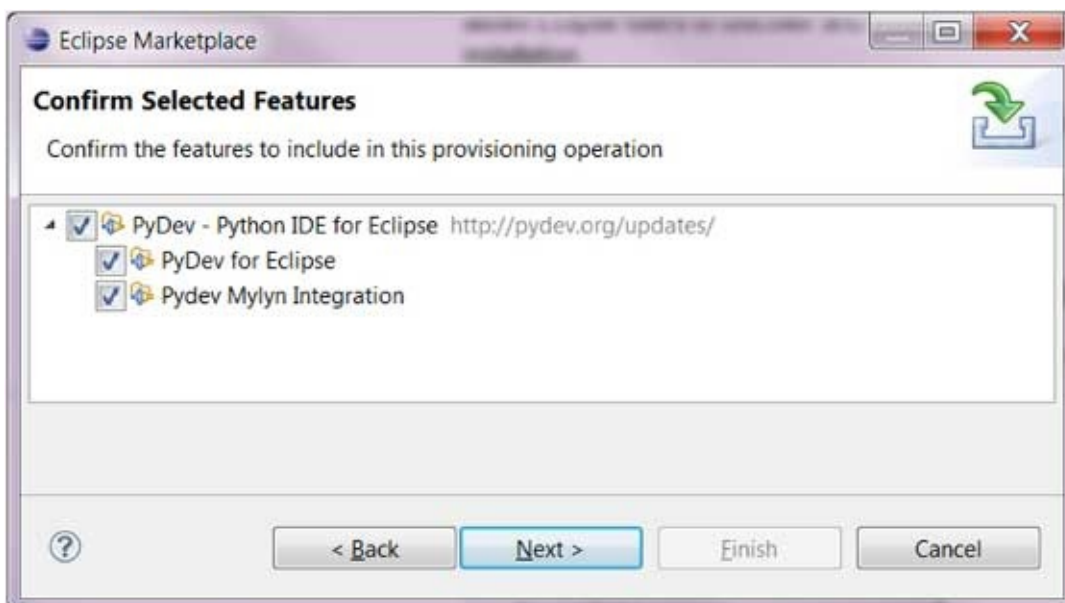 Eclipse Marketplace
Confirm Selected Features
Confirm the features to include in this provisioning operation
PyDev - Python IDE for Eclipse http://pydev.org/updates/
PyDev for Eclipse
Pydev Mylyn Integration
< Back Next > Finish Cancel